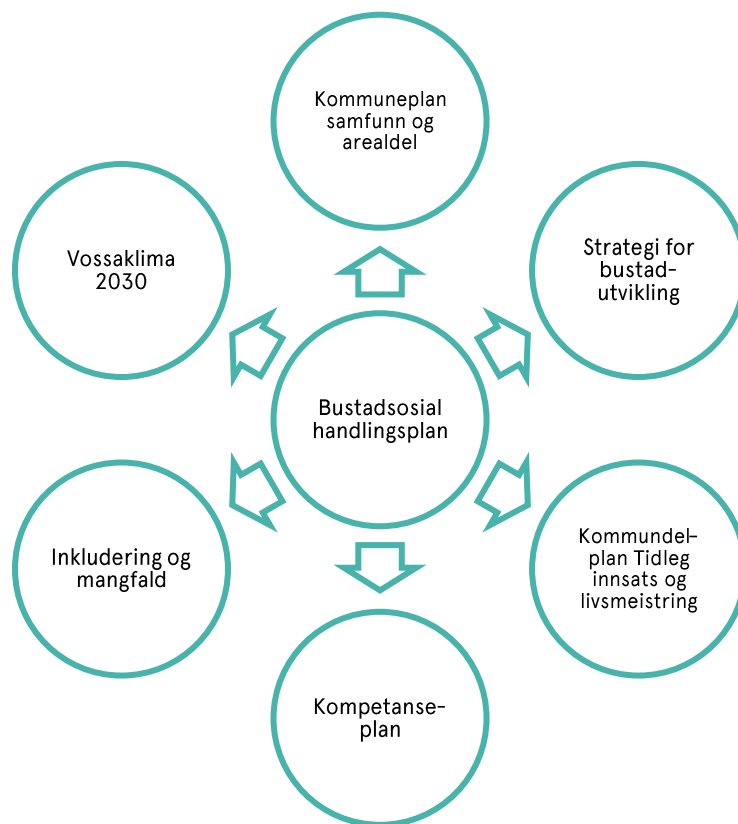 Kommuneplan
samfunn og
arealdel
Vossaklima
2030
Strategi for
bustad-
utvikling
Bustadsosial
handlingsplan
Inkludering og
mangfald
Kommundel-
plan Tidleg
innsats og
livsmeistring
Kompetanse-
plan